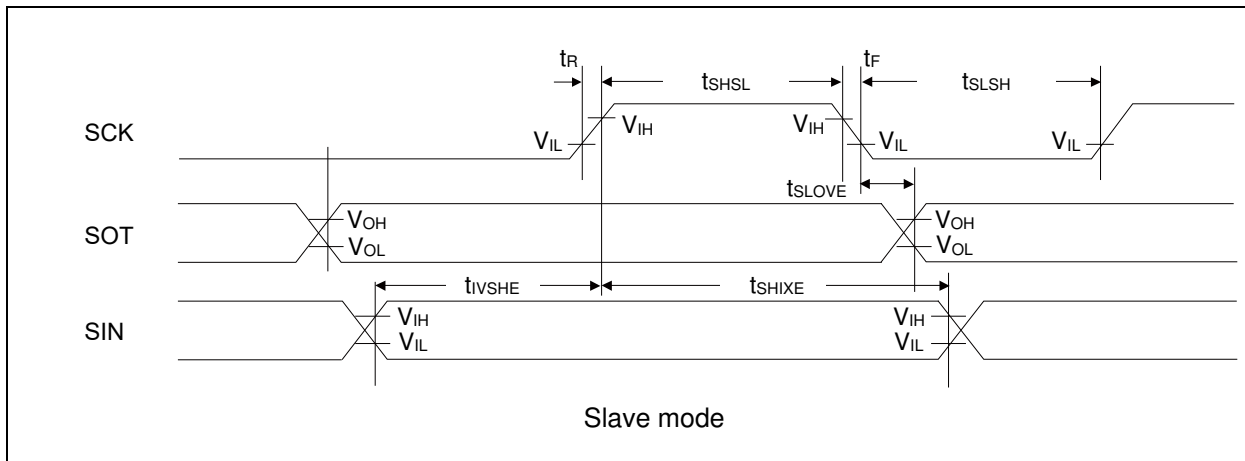 tR
tSHSL
tF
tSLSH
SCK
VIL
VIH
VIH
VIL
VIL
tSLOVE
SOT
VOH
VOL
VOH
VOL
tIVSHE
tSHIXE
SIN
VIH
VIL
VIH
VIL
Slave mode